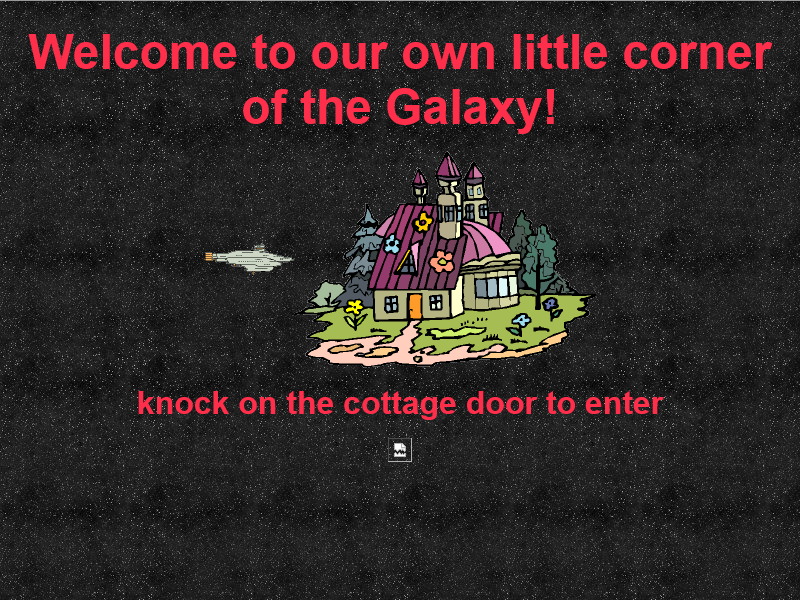 Welcome to our own little corner
of the Galaxy!
knock on the cottage door to enter